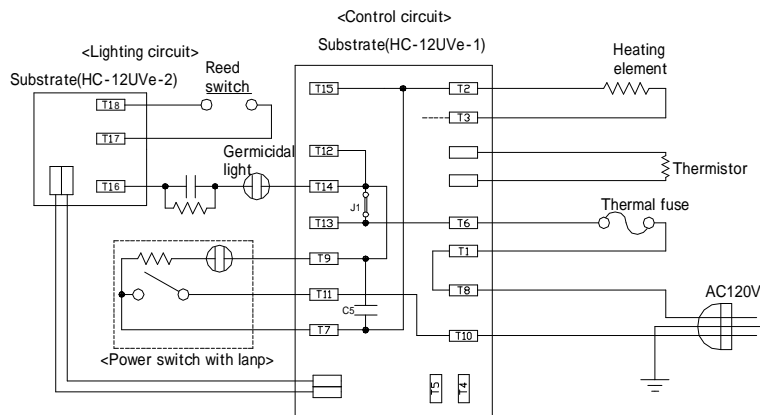 <Control circuit>
Substrate(HC-12UVe-1)
<Lighting circuit>
Substrate(HC-12UVe-2)
Reed
switch
Heating
element
T18
T17
T16
Germicidal
light
T15
T12
T14
J1
T13
T9
T11
C5
T7
T2
T3
Thermistor
T6
Thermal fuse
T1
T8
T10
AC120V
<Power switch with lanp>
T5
T4